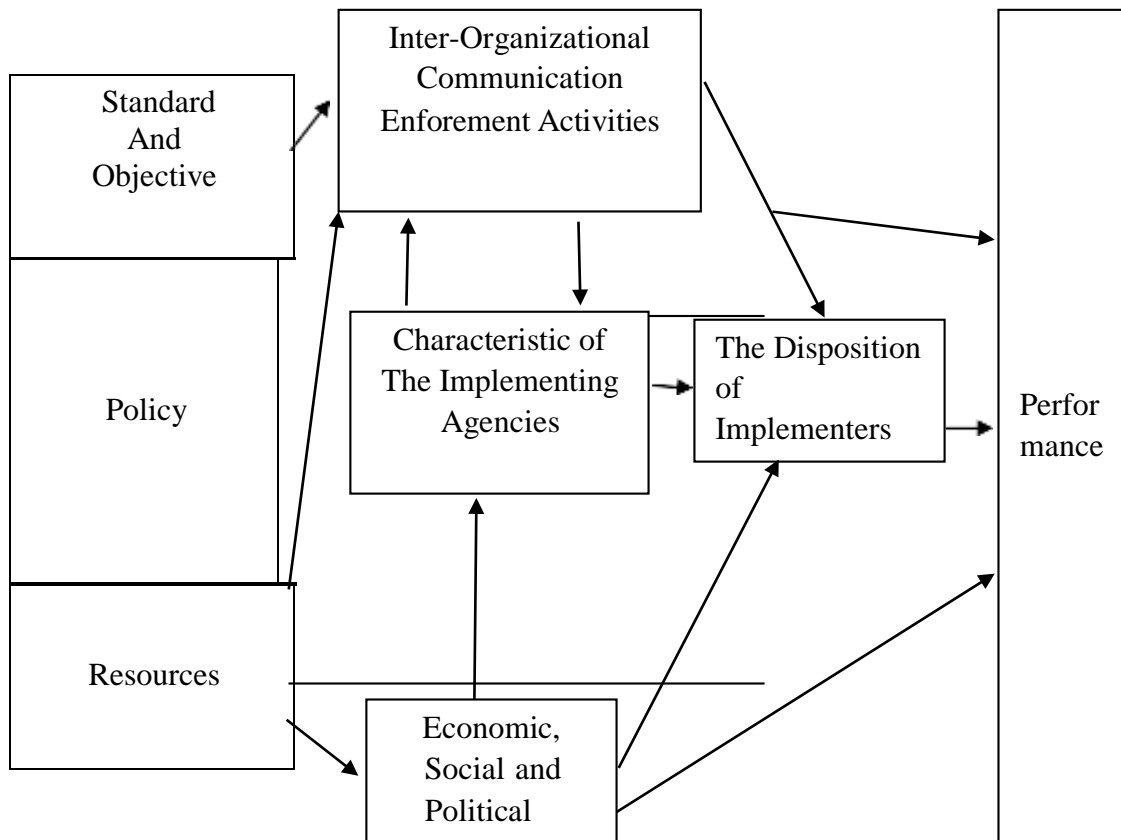 Inter-Organizational
Communication
Enforement Activities
Standard
And
Objective
Policy
Resources
Characteristic of
The Implementing
Agencies
The Disposition
of
Implementers
Economic,
Social and
Political
Perfor
mance